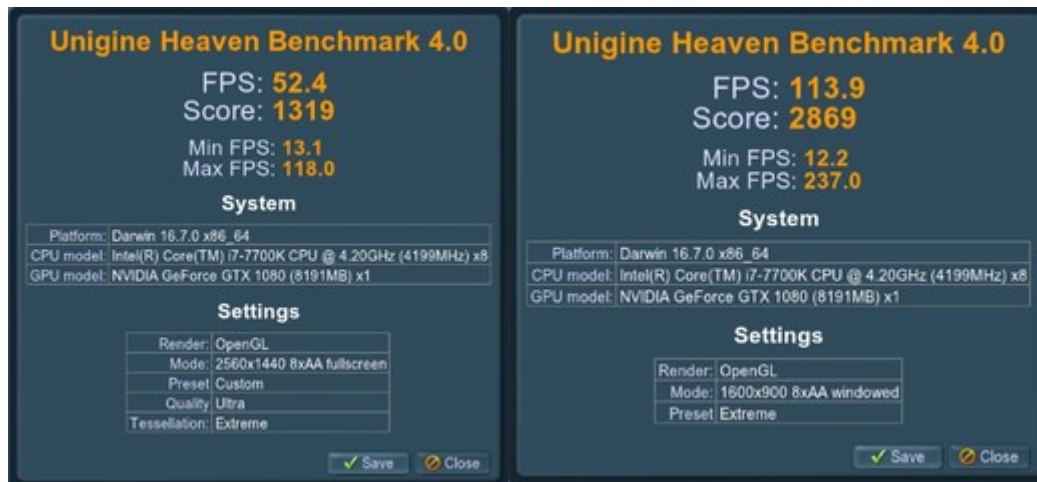 Unigine Heaven Benchmark 4.0
FPS: 52.4
Score: 1319
Min FPS: 13.1
Max FPS: 118.0
System
Platform: Darwin 16.7.0 x86_64
CPU model: Intel(R) Core(TM) i7-7700K CPU @ 4.20GHz (4199MHz) x8
GPU model: NVIDIA GeForce GTX 1080 (8191MB) x1
Settings
Render: OpenGL
Mode: 2560x1440 8xAA fullscreen
Preset Custom
Quality Ultra
Tessellation: Extreme
Save Close
Unigine Heaven Benchmark 4.0
FPS: 113.9
Score: 2869
Min FPS: 12.2
Max FPS: 237.0
System
Platform: Darwin 16.7.0 x86_64
CPU model: Intel(R) Core(TM) i7-7700K CPU @ 4.20GHz (4199MHz) x8
GPU model: NVIDIA GeForce GTX 1080 (8191MB) x1
Settings
Render: OpenGL
Mode: 1600x900 8xAA windowed
Preset Extreme
Save Close